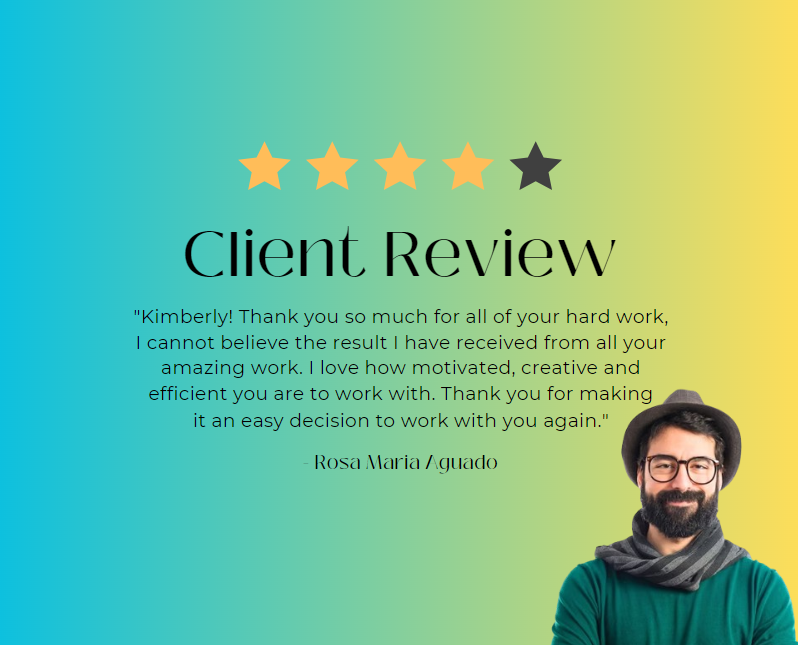 Client Review
"Kimberly! Thank you so much for all of your hard work,
I cannot believe the result I have received from all your
amazing work. I love how motivated, creative and
efficient you are to work with. Thank you for making
it an easy decision to work with you again."
- Rosa Maria Aguado